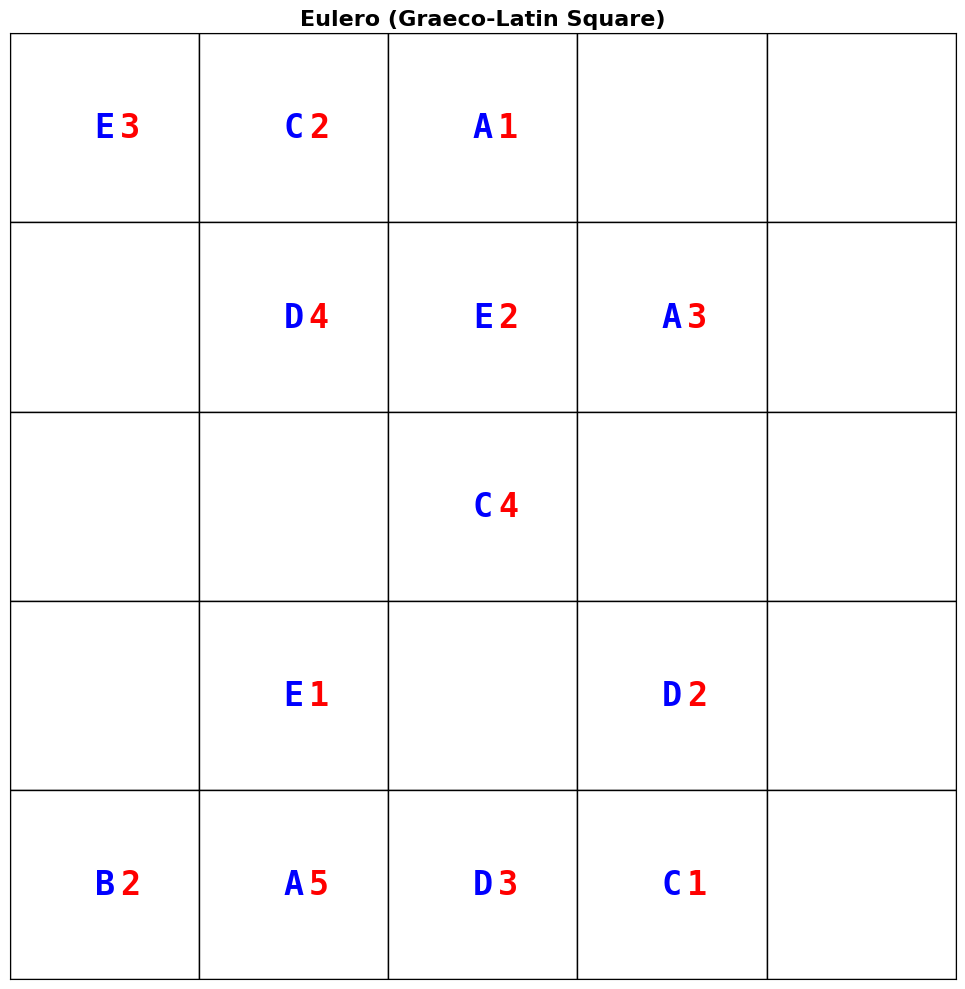 Eulero (Graeco-Latin Square)
E3 C2 A1
D4 E2 A3
C4
E1 D2
B2 A5 D3 C1